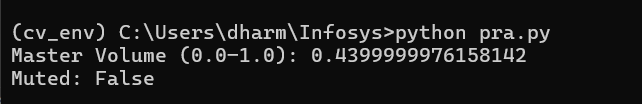 (cv_env) C:\Users\dharm\Infosys>python pra.py
Master Volume (0.0-1.0): 0.4399999976158142
Muted: False